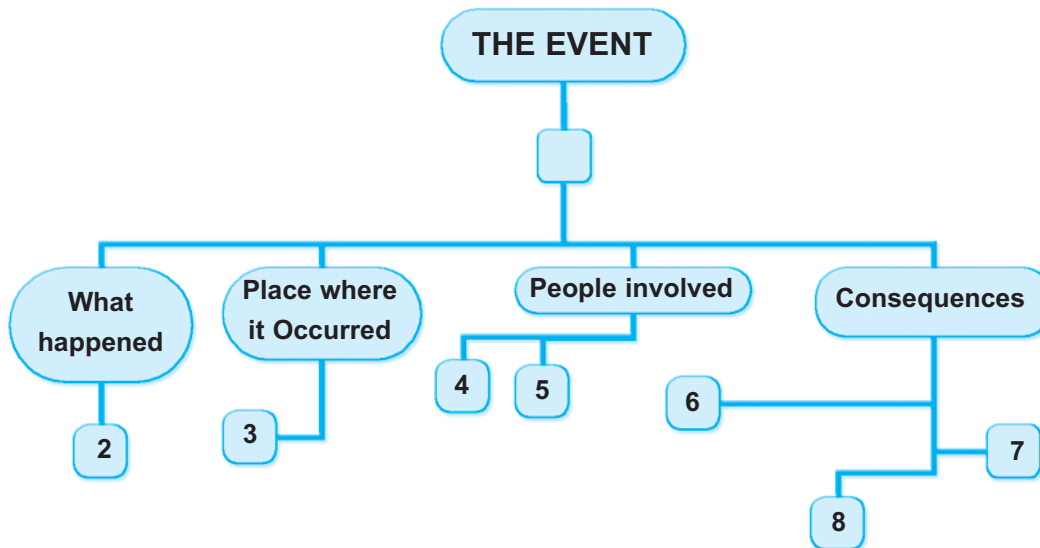 THE EVENT
What
happened
Place where
it Occurred
People involved
Consequences
2
3
4
5
6
7
8